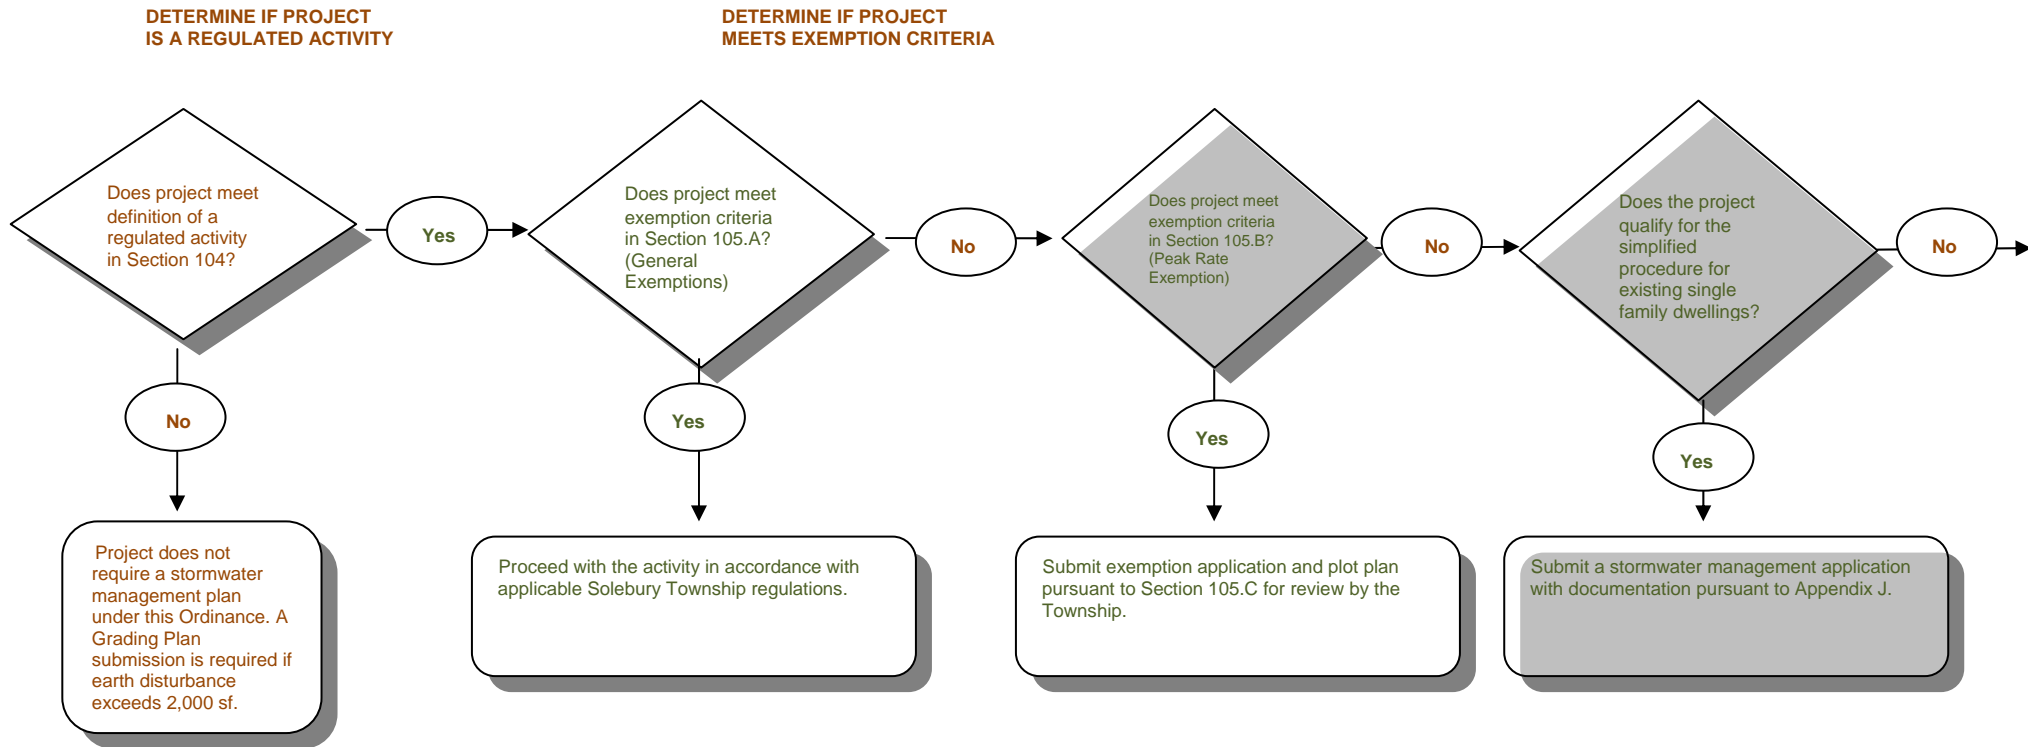 DETERMINE IF PROJECT
IS A REGULATED ACTIVITY
DETERMINE IF PROJECT
MEETS EXEMPTION CRITERIA
Does project meet
definition of a
regulated activity
in Section 104?
Yes
Does project meet
exemption criteria
in Section 105.A?
(General
Exemptions)
No
Does project meet
exemption criteria
in Section 105.B?
(Peak Rate
Exemption)
No
Does the project
qualify for the
simplified
procedure for
existing single
family dwellings?
No
No
Yes
Yes
Yes
Project does not
require a stormwater
management plan
under this Ordinance. A
Grading Plan
submission is required if
earth disturbance
exceeds 2,000 sf.
Proceed with the activity in accordance with
applicable Solebury Township regulations.
Submit exemption application and plot plan
pursuant to Section 105.C for review by the
Township.
Submit a stormwater management application
with documentation pursuant to Appendix J.